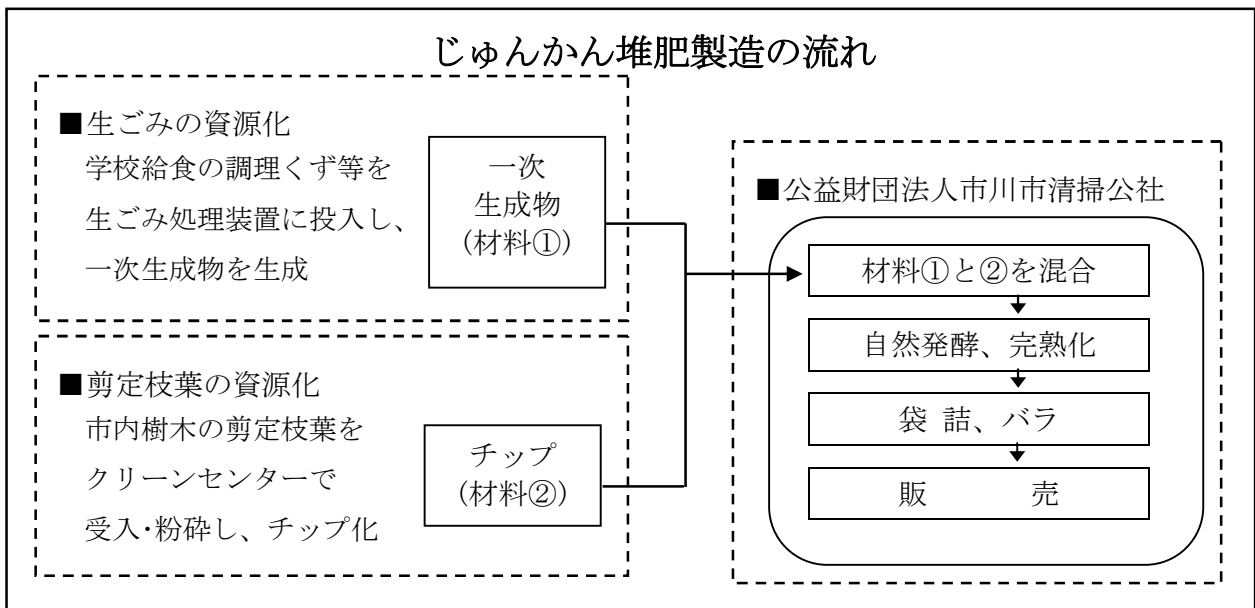 じゅんかん堆肥製造の流れ
■生ごみの資源化
学校給食の調理くず等を
生ごみ処理装置に投入し、
一次生成物を生成
一次
生成物
(材料①)
■剪定枝葉の資源化
市内樹木の剪定枝葉を
クリーンセンターで
受入・粉砕し、チップ化
チップ
(材料②)
■公益財団法人市川市清掃公社
材料①と②を混合
自然発酵、完熟化
袋 詰、バラ
販 売